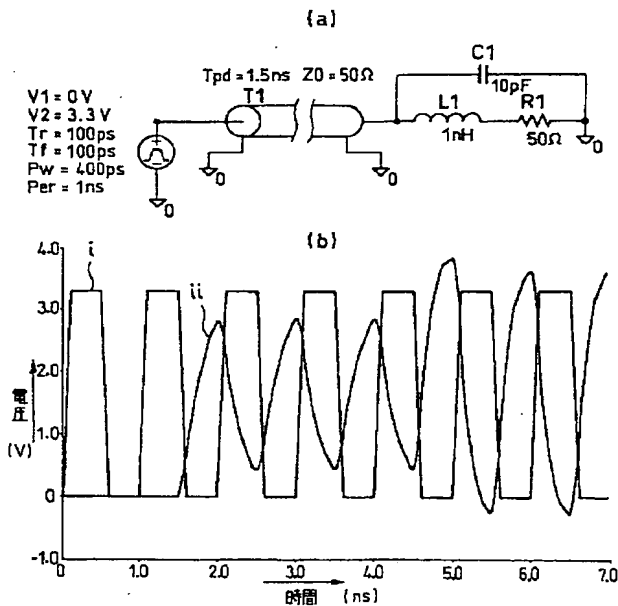 (a)
Tpd=1.5ns Z0=50Ω
T1
C1
10pF
L1
1nH
R1
50Ω
V1=0V
V2=3.3V
Tr=100ps
Tf=100ps
Pw=400ps
Per=1ns
0
0
0
0
(b)
i
ii
4.0
3.0
2.0
1.0
0
-1.0
電圧
(V)
0
1.0
2.0
3.0
4.0
5.0
6.0
7.0
時間 (ns)